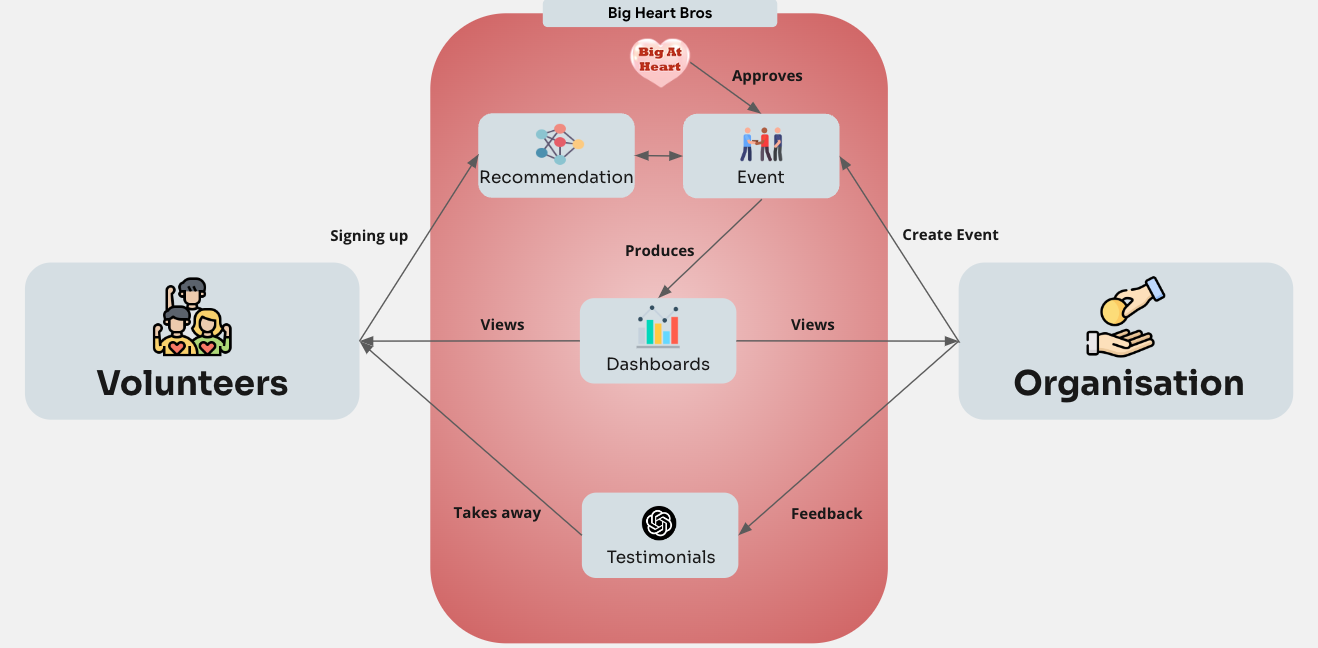 Big Heart Bros
Big At
Heart
Approves
Recommendation
Event
Signing up
Create Event
Produces
Volunteers
Views
Dashboards
Views
Organisation
Takes away
Testimonials
Feedback